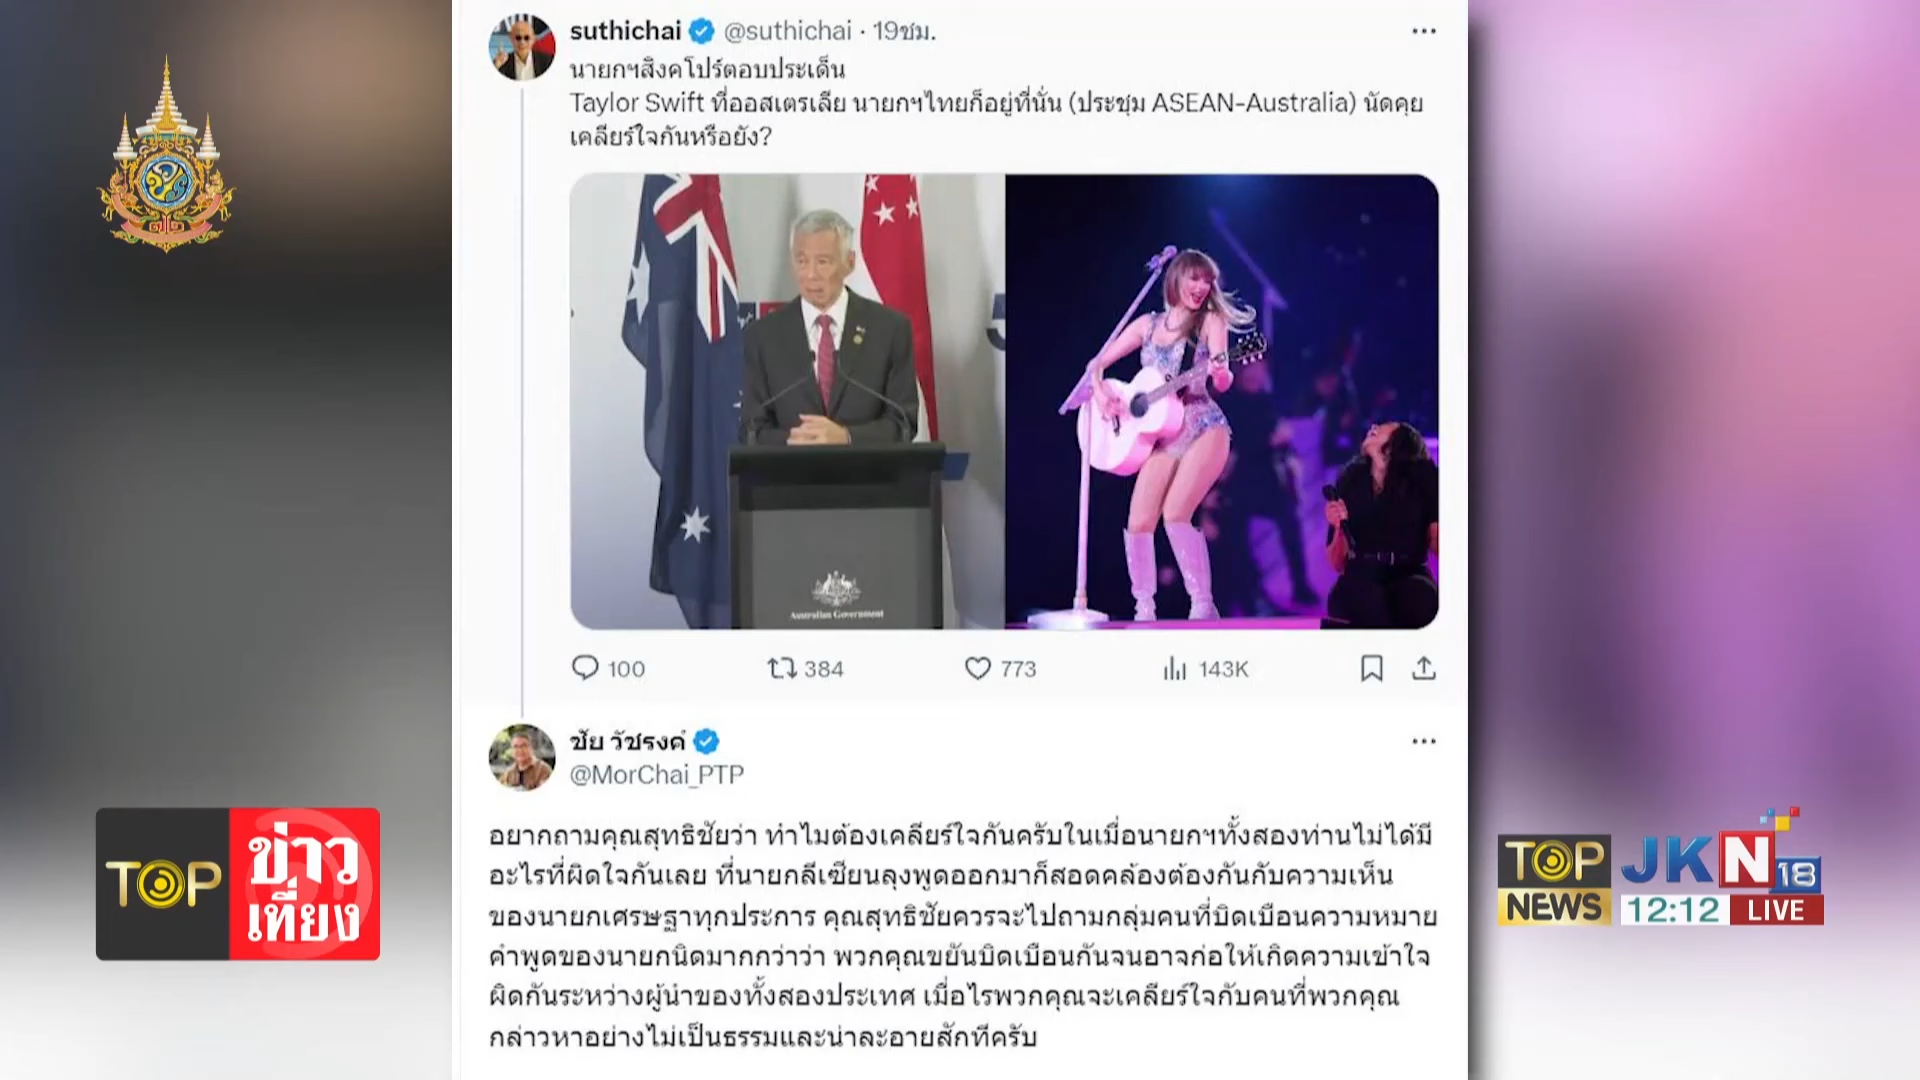 suthichai @suthichai · 19ชม.
นายกฯสิงคโปร์ตอบประเด็น
Taylor Swift ที่ออสเตรเลีย นายกฯไทยก็อยู่ที่นั่น (ประชุม ASEAN-Australia) นัดคุย
เคลียร์ใจกันหรือยัง?
Australian Government
100 384 773 143K
ชัย วัชรงค์
@MorChai_PTP
อยากถามคุณสุทธิชัยว่า ทำไมต้องเคลียร์ใจกันครับในเมื่อนายกฯทั้งสองท่านไม่ได้มี
อะไรที่ผิดใจกันเลย ที่นายกลีเซียนลุงพูดออกมาก็สอดคล้องต้องกันกับความเห็น
ของนายกเศรษฐาทุกประการ คุณสุทธิชัยควรจะไปถามกลุ่มคนที่บิดเบือนความหมาย
คำพูดของนายกนิดมากกว่าว่า พวกคุณขยันบิดเบือนกันจนอาจก่อให้เกิดความเข้าใจ
ผิดกันระหว่างผู้นำของทั้งสองประเทศ เมื่อไรพวกคุณจะเคลียร์ใจกับคนที่พวกคุณ
กล่าวหาอย่างไม่เป็นธรรมและน่าละอายสักทีครับ
TOP ข่าว
เที่ยง
TOP JKN 18
NEWS 12:12 LIVE